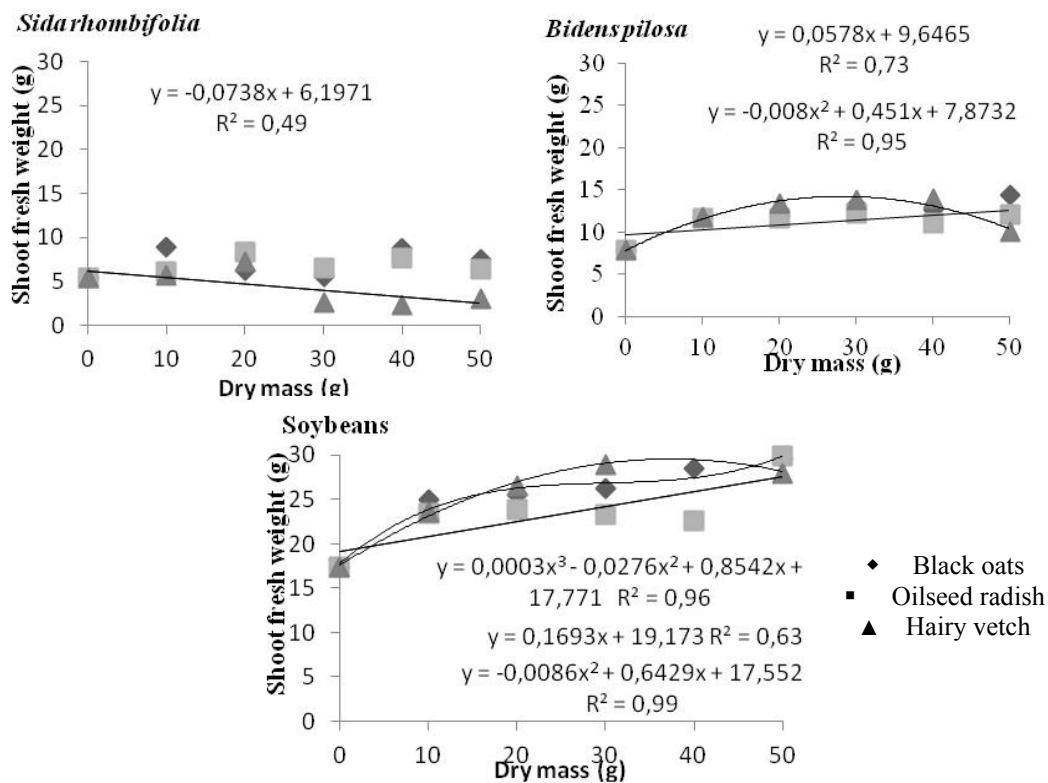 Sidarhombifolia
Shoot fresh weight (g)
30
25
20
15
10
5
0
y = -0,0738x + 6,1971
R² = 0,49
0 10 20 30 40 50
Dry mass (g)
Bidenspilosa
Shoot fresh weight (g)
30
25
20
15
10
5
0
y = 0,0578x + 9,6465
R² = 0,73
y = -0,008x² + 0,451x + 7,8732
R² = 0,95
0 10 20 30 40 50
Dry mass (g)
Soybeans
Shoot fresh weight (g)
30
25
20
15
10
5
0
y = 0,0003x³ - 0,0276x² + 0,8542x +
17,771 R² = 0,96
y = 0,1693x + 19,173 R² = 0,63
y = -0,0086x² + 0,6429x + 17,552
R² = 0,99
0 10 20 30 40 50
Dry mass (g)
Black oats
Oilseed radish
Hairy vetch